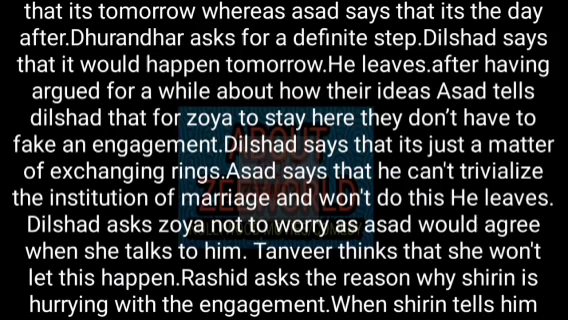 that its tomorrow whereas asad says that its the day
after.Dhurandhar asks for a definite step.Dilshad says
that it would happen tomorrow.He leaves.after having
argued for a while about how their ideas Asad tells
dilshad that for zoya to stay here they don’t have to
fake an engagement.Dilshad says that its just a matter
of exchanging rings.Asad says that he can't trivialize
the institution of marriage and won't do this He leaves.
Dilshad asks zoya not to worry as asad would agree
when she talks to him. Tanveer thinks that she won't
let this happen.Rashid asks the reason why shirin is
hurrying with the engagement.When shirin tells him
ABOUT
ZEEWORLD